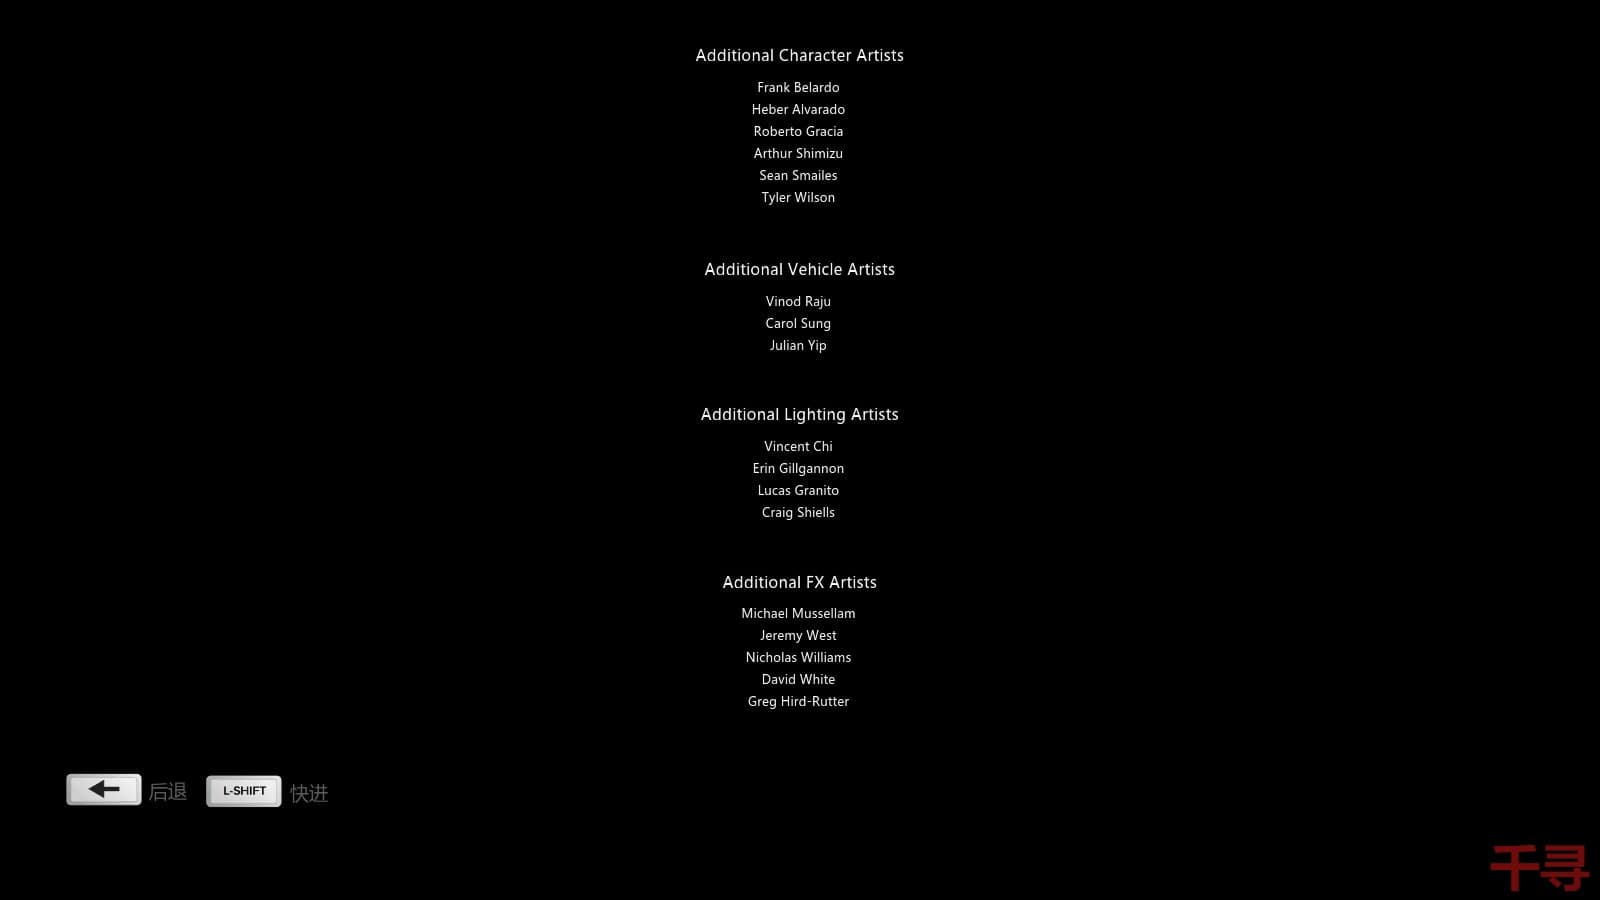 Additional Character Artists
Frank Belardo
Heber Alvarado
Roberto Gracia
Arthur Shimizu
Sean Smailes
Tyler Wilson
Additional Vehicle Artists
Vinod Raju
Carol Sung
Julian Yip
Additional Lighting Artists
Vincent Chi
Erin Gillgannon
Lucas Granito
Craig Shiells
Additional FX Artists
Michael Mussellam
Jeremy West
Nicholas Williams
David White
Greg Hird-Rutter
后退 L-SHIFT 快进
千寻